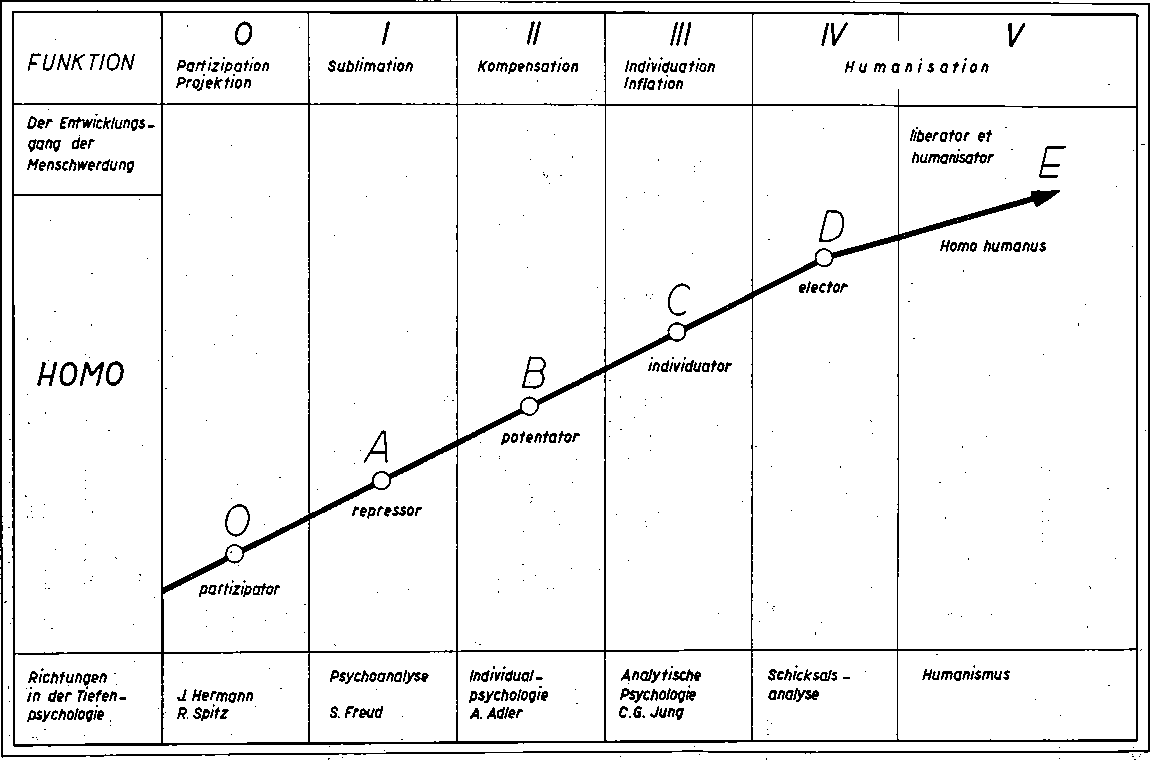 FUNKTION
O
Partizipation
Projektion
I
Sublimation
II
Kompensation
III
Individuation
Inflation
IV
V
Humanisation
Der Entwicklungs-
gang der
Menschwerdung
HOMO
liberator et
humanisator
E
Homo humanus
D
elector
C
individuator
B
potentator
A
repressor
O
partizipator
Richtungen
in der Tiefen-
psychologie
J. Hermann
R. Spitz
Psychoanalyse
S. Freud
Individual-
psychologie
A. Adler
Analytische
Psychologie
C.G. Jung
Schicksals-
analyse
Humanismus